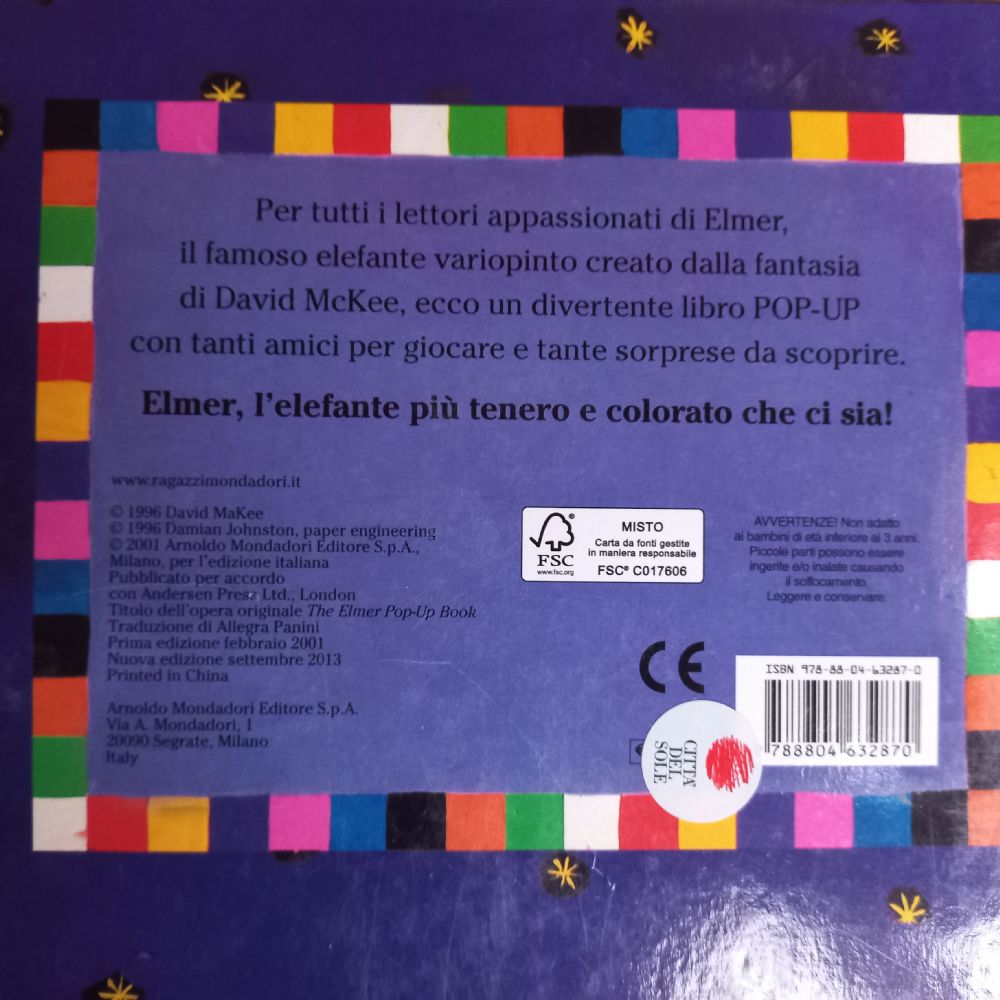 Per tutti i lettori appassionati di Elmer,
il famoso elefante variopinto creato dalla fantasia
di David McKee, ecco un divertente libro POP-UP
con tanti amici per giocare e tante sorprese da scoprire.
Elmer, l'elefante più tenero e colorato che ci sia!
www.ragazzimondadori.it
© 1996 David MaKee
© 1996 Damian Johnston, paper engineering
© 2001 Arnoldo Mondadori Editore S.p.A.,
Milano, per l'edizione italiana
Pubblicato per accordo
con Andersen Press Ltd., London
Titolo dell'opera originale The Elmer Pop-Up Book
Traduzione di Allegra Panini
Prima edizione febbraio 2001
Nuova edizione settembre 2013
Printed in China
Arnoldo Mondadori Editore S.p.A.
Via A. Mondadori, 1
20090 Segrate, Milano
Italy
FSC
www.fsc.org
MISTO
Carta da fonti gestite
in maniera responsabile
FSC® C017606
AVVERTENZE! Non adatto
ai bambini di età inferiore ai 3 anni.
Piccole parti possono essere
ingerite e/o inalate causando
il soffocamento.
Leggere e conservare.
CE
ISBN 978-88-04-63287-0
788804 632870
CITTA'
DEL
SOLE